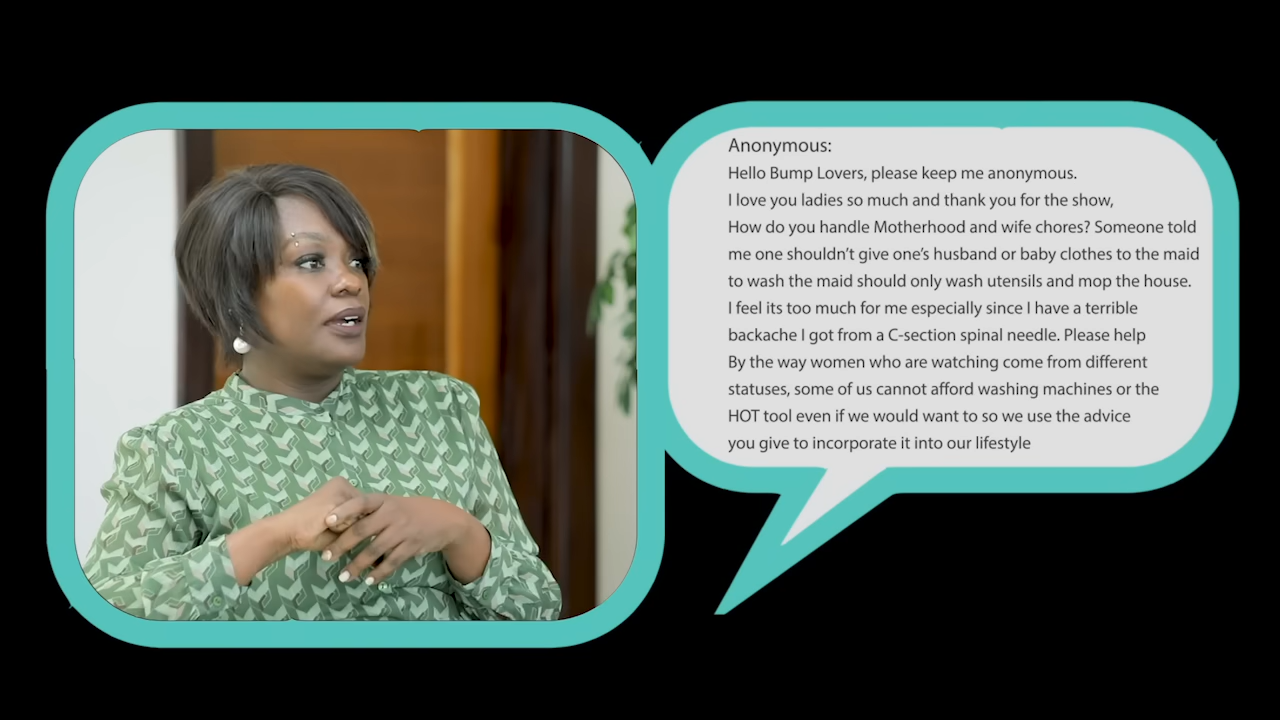 Anonymous:
Hello Bump Lovers, please keep me anonymous.
I love you ladies so much and thank you for the show,
How do you handle Motherhood and wife chores? Someone told
me one shouldn't give one's husband or baby clothes to the maid
to wash the maid should only wash utensils and mop the house.
I feel its too much for me especially since I have a terrible
backache I got from a C-section spinal needle. Please help
By the way women who are watching come from different
statuses, some of us cannot afford washing machines or the
HOT tool even if we would want to so we use the advice
you give to incorporate it into our lifestyle